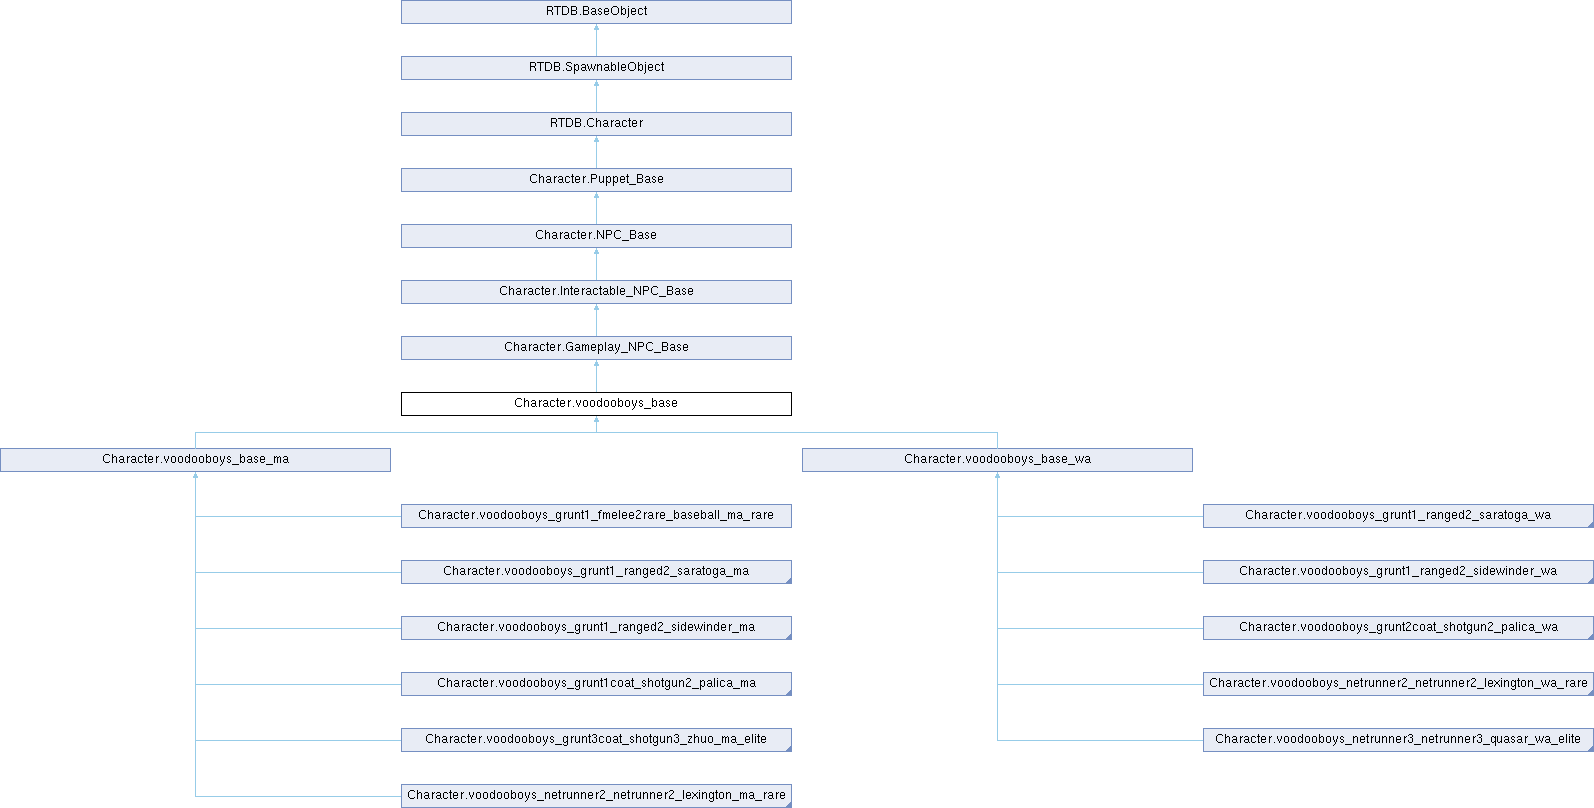 RTDB.BaseObject
RTDB.SpawnableObject
RTDB.Character
Character.Puppet_Base
Character.NPC_Base
Character.Interactable_NPC_Base
Character.Gameplay_NPC_Base
Character.voodooboys_base
Character.voodooboys_base_ma
Character.voodooboys_base_wa
Character.voodooboys_grunt1_fmelee2rare_baseball_ma_rare
Character.voodooboys_grunt1_ranged2_saratoga_wa
Character.voodooboys_grunt1_ranged2_saratoga_ma
Character.voodooboys_grunt1_ranged2_sidewinder_wa
Character.voodooboys_grunt1_ranged2_sidewinder_ma
Character.voodooboys_grunt2coat_shotgun2_palica_wa
Character.voodooboys_grunt1coat_shotgun2_palica_ma
Character.voodooboys_netrunner2_netrunner2_lexington_wa_rare
Character.voodooboys_grunt3coat_shotgun3_zhuo_ma_elite
Character.voodooboys_netrunner3_netrunner3_quasar_wa_elite
Character.voodooboys_netrunner2_netrunner2_lexington_ma_rare